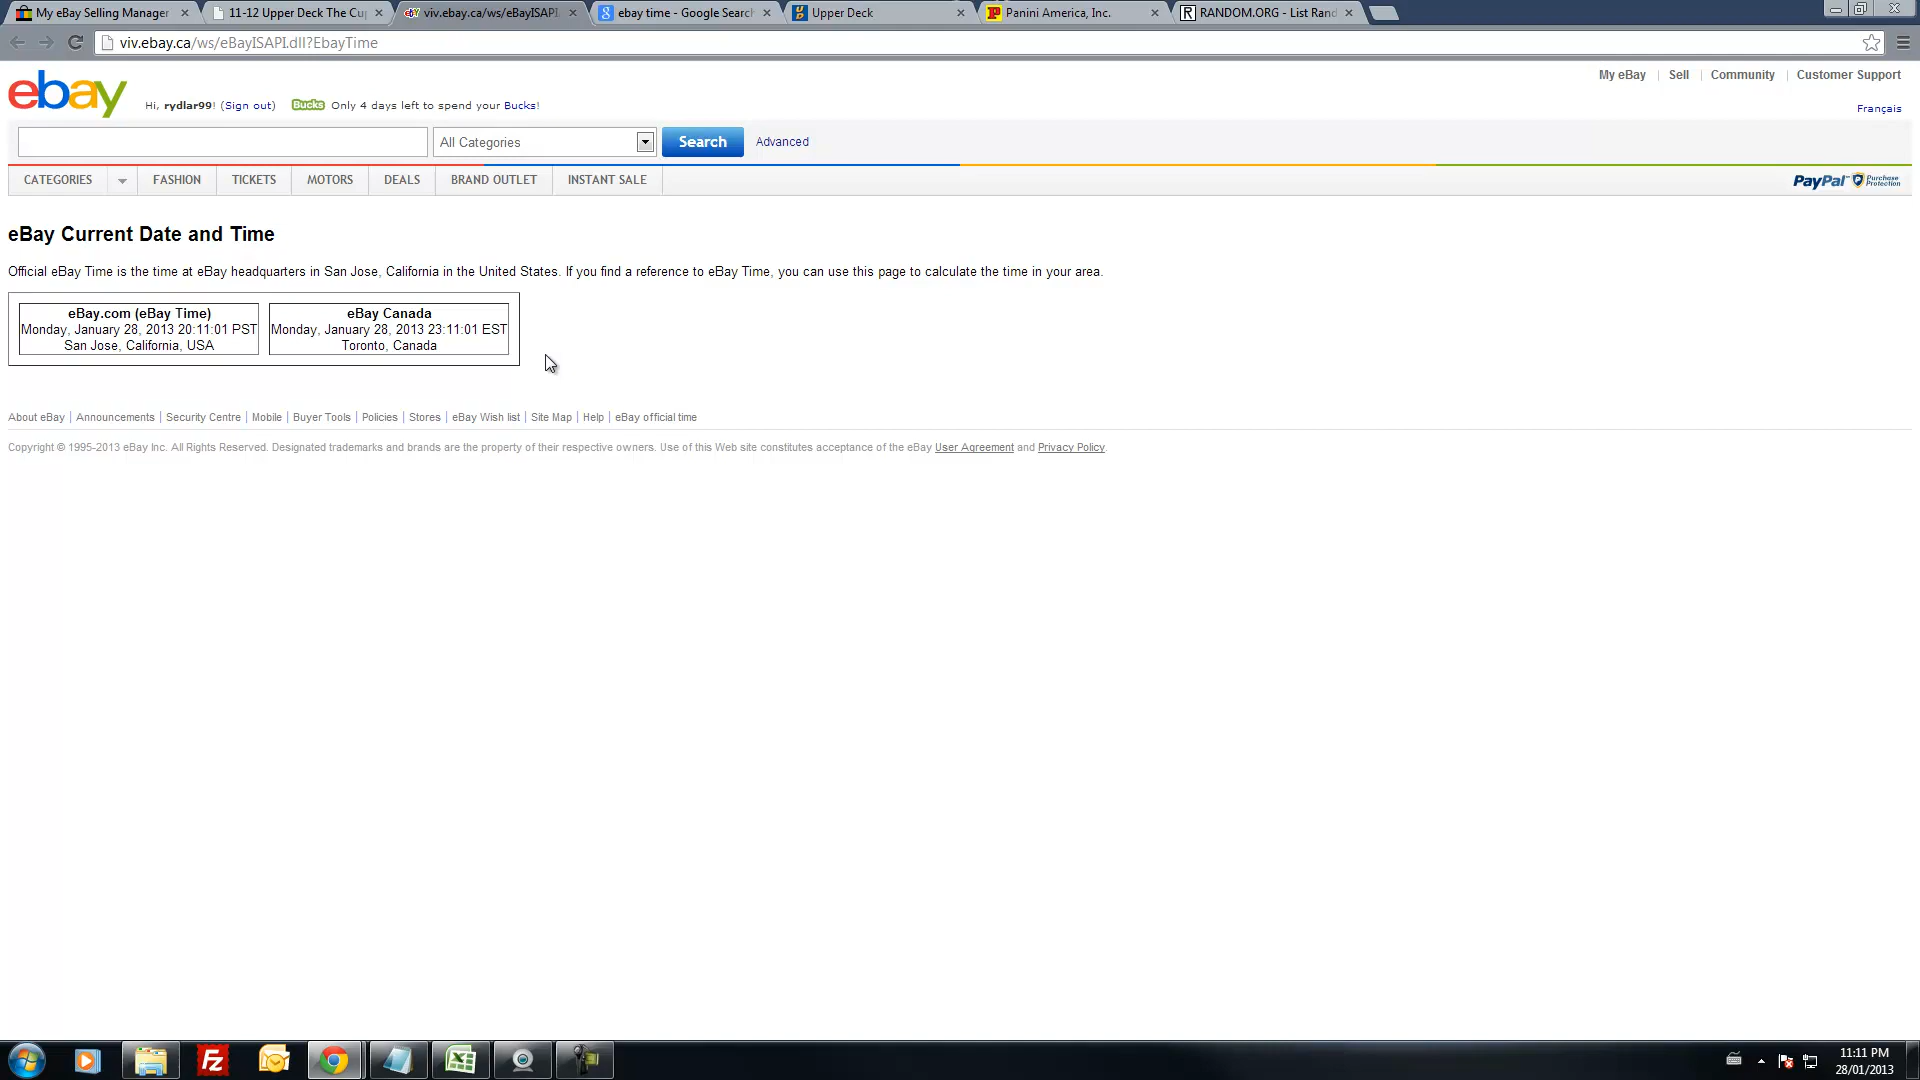 My eBay Selling Manager
11-12 Upper Deck The Cup
viv.ebay.ca/ws/eBayISAPI.
ebay time - Google Search
Upper Deck
Panini America, Inc.
RANDOM.ORG - List Rand
viv.ebay.ca/ws/eBayISAPI.dll?EbayTime
My eBay | Sell | Community | Customer Support
ebay
Hi, rydlar99! (Sign out) Bucks Only 4 days left to spend your Bucks!
Français
All Categories Search Advanced
CATEGORIES FASHION TICKETS MOTORS DEALS BRAND OUTLET INSTANT SALE
PayPal Purchase Protection
eBay Current Date and Time
Official eBay Time is the time at eBay headquarters in San Jose, California in the United States. If you find a reference to eBay Time, you can use this page to calculate the time in your area.
eBay.com (eBay Time)
Monday, January 28, 2013 20:11:01 PST
San Jose, California, USA
eBay Canada
Monday, January 28, 2013 23:11:01 EST
Toronto, Canada
About eBay | Announcements | Security Centre | Mobile | Buyer Tools | Policies | Stores | eBay Wish list | Site Map | Help | eBay official time
Copyright © 1995-2013 eBay Inc. All Rights Reserved. Designated trademarks and brands are the property of their respective owners. Use of this Web site constitutes acceptance of the eBay User Agreement and Privacy Policy.
Fz
11:11 PM
28/01/2013